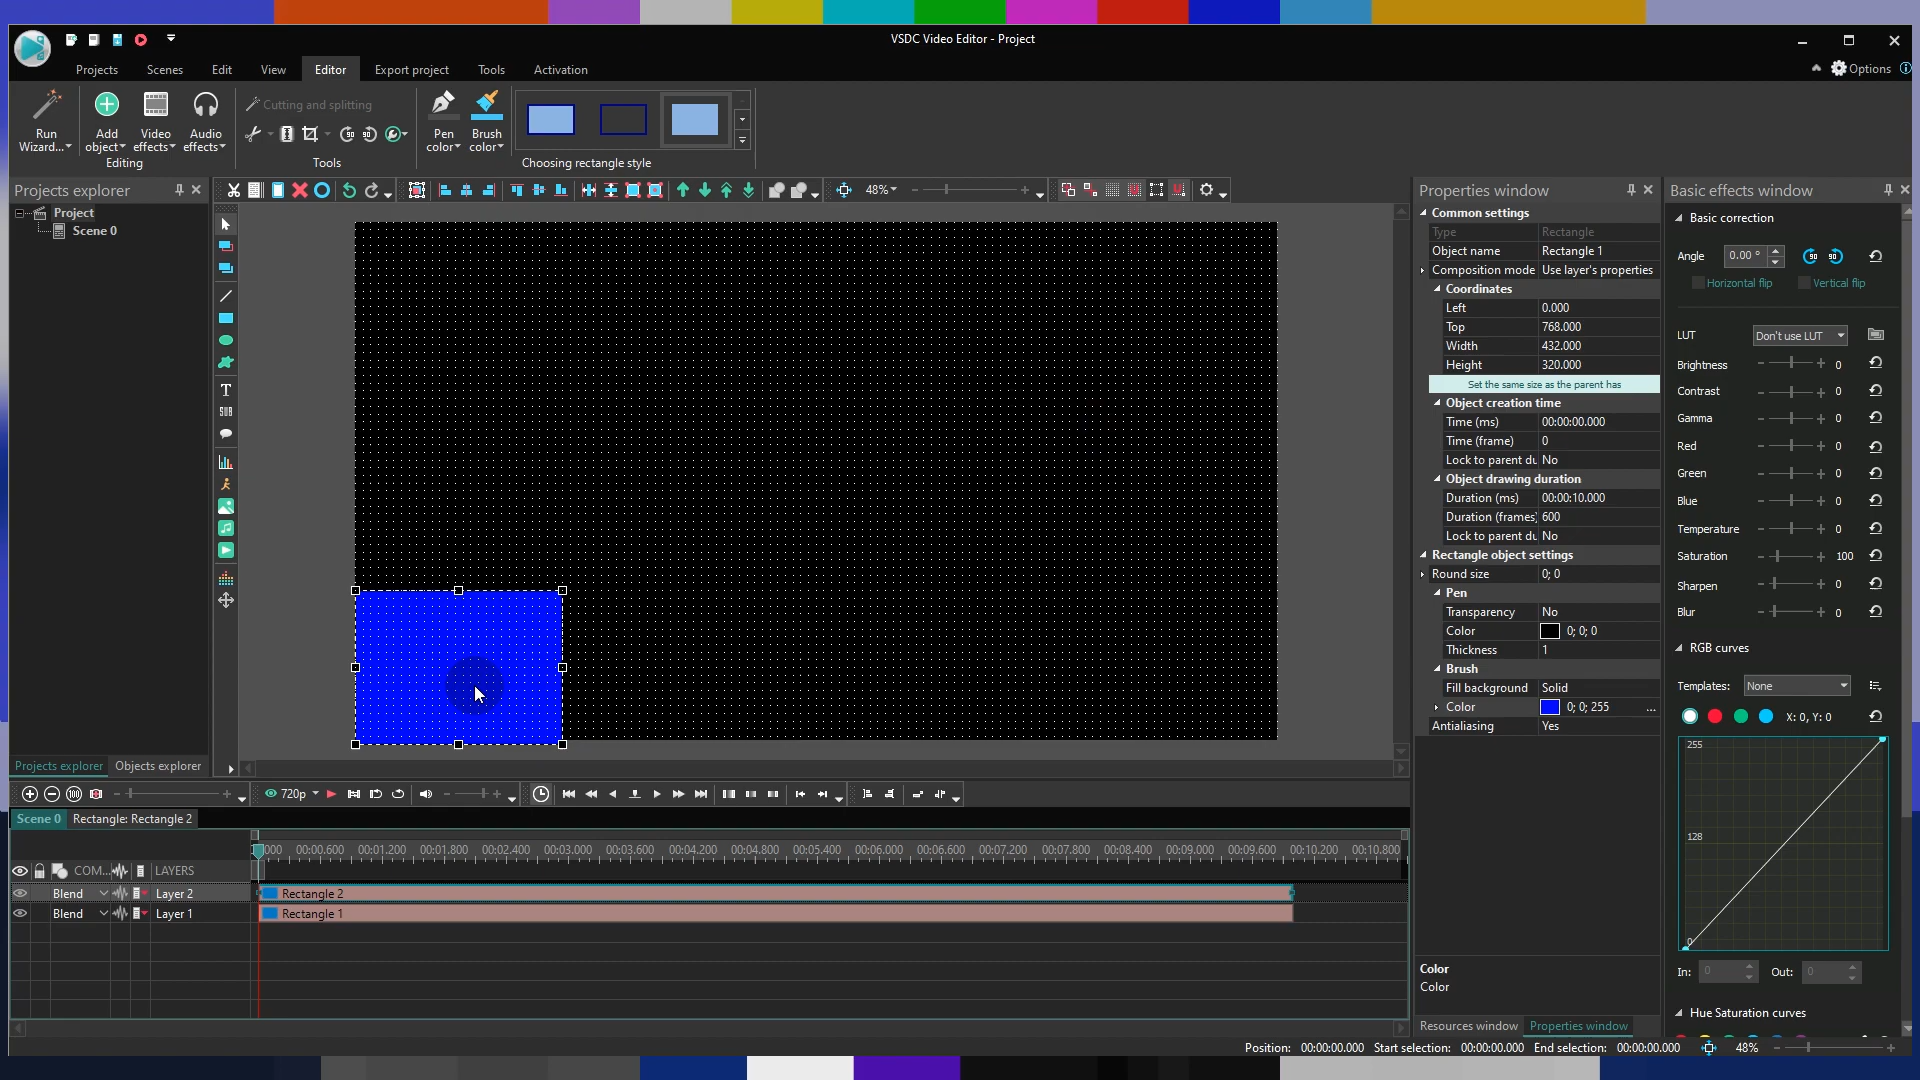 VSDC Video Editor - Project
Projects Scenes Edit View Editor Export project Tools Activation
Options
Run Wizard...
Add object
Video effects
Audio effects
Editing
Cutting and splitting
Tools
Pen color
Brush color
Choosing rectangle style
Projects explorer
Project
Scene 0
Projects explorer Objects explorer
48%
Properties window
Common settings
Type Rectangle
Object name Rectangle 1
Composition mode Use layer's properties
Coordinates
Left 0.000
Top 768.000
Width 432.000
Height 320.000
Set the same size as the parent has
Object creation time
Time (ms) 00:00:00.000
Time (frame) 0
Lock to parent du No
Object drawing duration
Duration (ms) 00:00:10.000
Duration (frames) 600
Lock to parent du No
Rectangle object settings
Round size 0; 0
Pen
Transparency No
Color 0; 0; 0
Thickness 1
Brush
Fill background Solid
Color 0; 0; 255 ...
Antialiasing Yes
Color
Color
Resources window Properties window
Basic effects window
Basic correction
Angle 0.00 ° 90 90
Horizontal flip Vertical flip
LUT Don't use LUT
Brightness 0
Contrast 0
Gamma 0
Red 0
Green 0
Blue 0
Temperature 0
Saturation 100
Sharpen 0
Blur 0
RGB curves
Templates: None
X: 0, Y: 0
255
128
0
In: 0 Out: 0
Hue Saturation curves
720p
Scene 0 Rectangle: Rectangle 2
000 00:00.600 00:01.200 00:01.800 00:02.400 00:03.000 00:03.600 00:04.200 00:04.800 00:05.400 00:06.000 00:06.600 00:07.200 00:07.800 00:08.400 00:09.000 00:09.600 00:10.200 00:10.800
COM... LAYERS
Blend Layer 2 Rectangle 2
Blend Layer 1 Rectangle 1
Position: 00:00:00.000 Start selection: 00:00:00.000 End selection: 00:00:00.000 48%